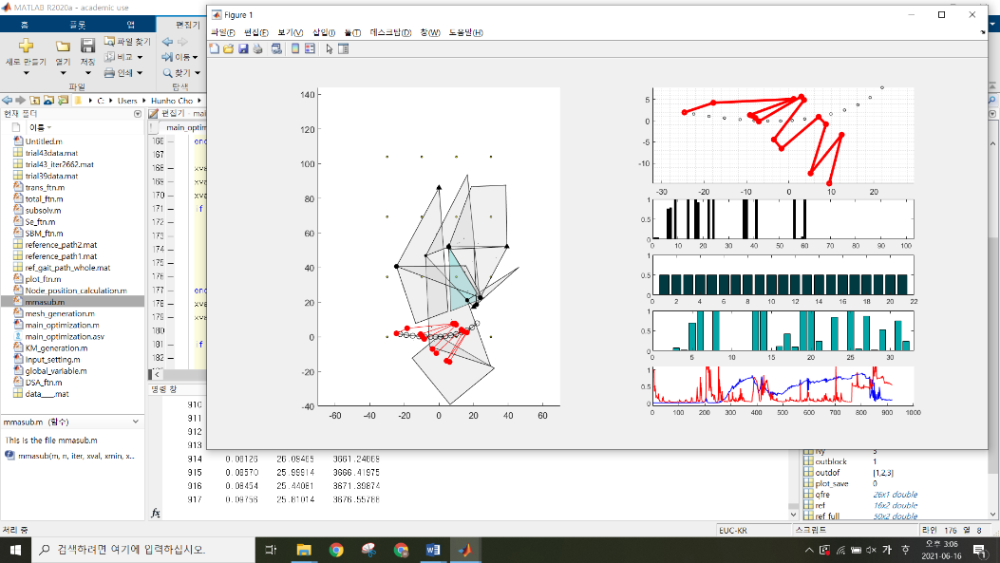 MATLAB R2020a - academic use
Figure 1
홈 플롯 앱 편집기
파일(F) 편집(E) 보기(V) 삽입(I) 툴(T) 데스크탑(D) 창(W) 도움말(H)
새로 만들기 열기 저장
파일 찾기
비교
인쇄
이동
찾기
파일 탐색
C: Users Hunho Cho
현재 폴더
이름
Untitled.m
trial43data.mat
trial43_iter2662.mat
trial39data.mat
trans_ftn.m
total_ftn.m
subsolv.m
Se_ftn.m
SBM_ftn.m
reference_path2.mat
reference_path1.mat
ref_gait_path_whole.mat
plot_ftn.m
Node_position_calculation.m
mmasub.m
mesh_generation.m
main_optimization.m
main_optimization.asv
KM_generation.m
input_setting.m
global_variable.m
DSA_ftn.m
data___.mat
mmasub.m (함수)
This is the file mmasub.m
mmasub(m, n, iter, xval, xmin, x...
편집기 - mai
main_optim
166 end
167
168 xva
169 xva
170 xva
171 if
172
173
174
175
176
177 end
178 xva
179 xva
180
181 if
명령 창
910
911
912
913
914 0.08126 26.09465 3661.24669
915 0.08570 25.99914 3666.41975
916 0.08454 25.44081 3671.39874
917 0.09756 25.81014 3676.55786
fx
140
120
100
80
60
40
20
0
-20
-40
-60 -40 -20 0 20 40 60
5
0
-5
-10
-30 -20 -10 0 10 20
1
0.5
0
0 10 20 30 40 50 60 70 80 90 100
1
0.5
0
0 2 4 6 8 10 12 14 16 18 20 22
1
0.5
0
5 10 15 20 25 30
1
0.5
0
0 100 200 300 400 500 600 700 800 900 1000
outblock 1
outdof [1,2,3]
plot_save 0
qfre 26x1 double
ref 16x2 double
ref_full 50x2 double
처리 중
EUC-KR 스크립트 라인 176 열 8
검색하려면 여기에 입력하십시오.
가
오후 3:06
2021-06-16